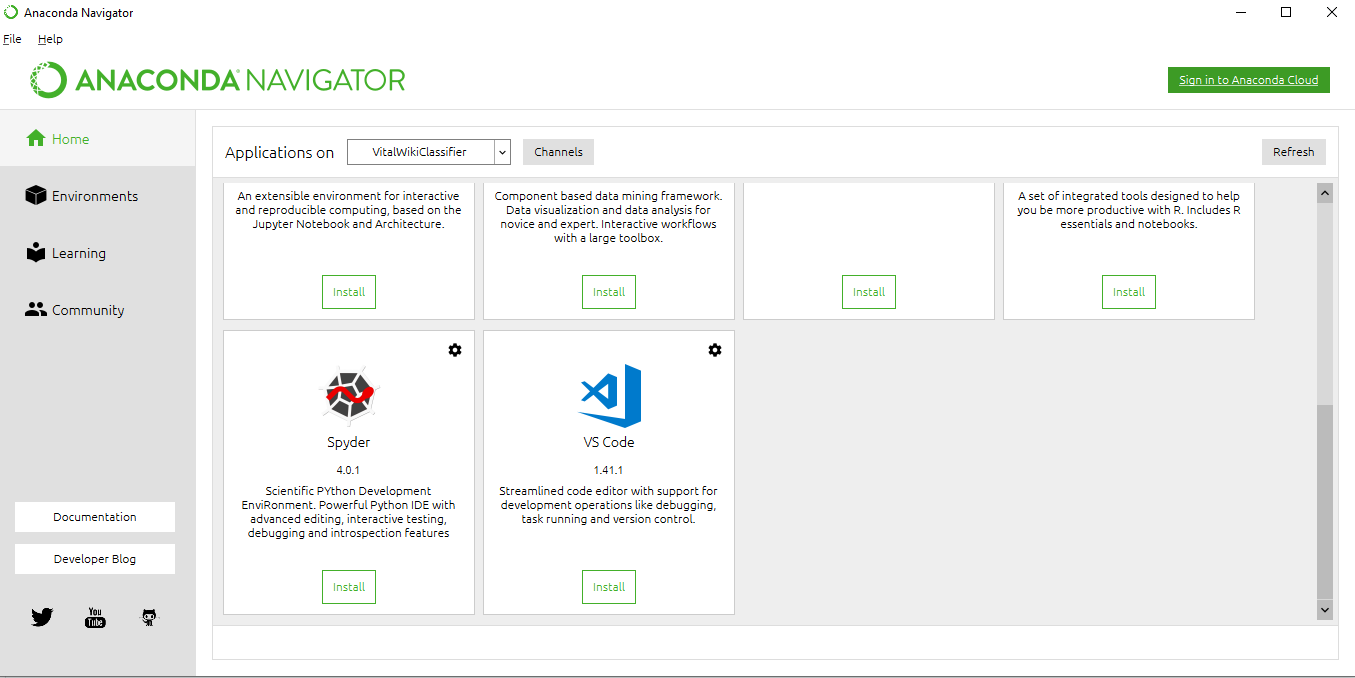 Anaconda Navigator
File Help
ANACONDA NAVIGATOR
Sign in to Anaconda Cloud
Home
Environments
Learning
Community
Documentation
Developer Blog
You
Tube
Applications on VitalWikiClassifier Channels Refresh
An extensible environment for interactive
and reproducible computing, based on the
Jupyter Notebook and Architecture.
Install
Component based data mining framework.
Data visualization and data analysis for
novice and expert. Interactive workflows
with a large toolbox.
Install
Install
A set of integrated tools designed to help
you be more productive with R. Includes R
essentials and notebooks.
Install
Spyder
4.0.1
Scientific PYthon Development
EnviRonment. Powerful Python IDE with
advanced editing, interactive testing,
debugging and introspection features
Install
VS Code
1.41.1
Streamlined code editor with support for
development operations like debugging,
task running and version control.
Install